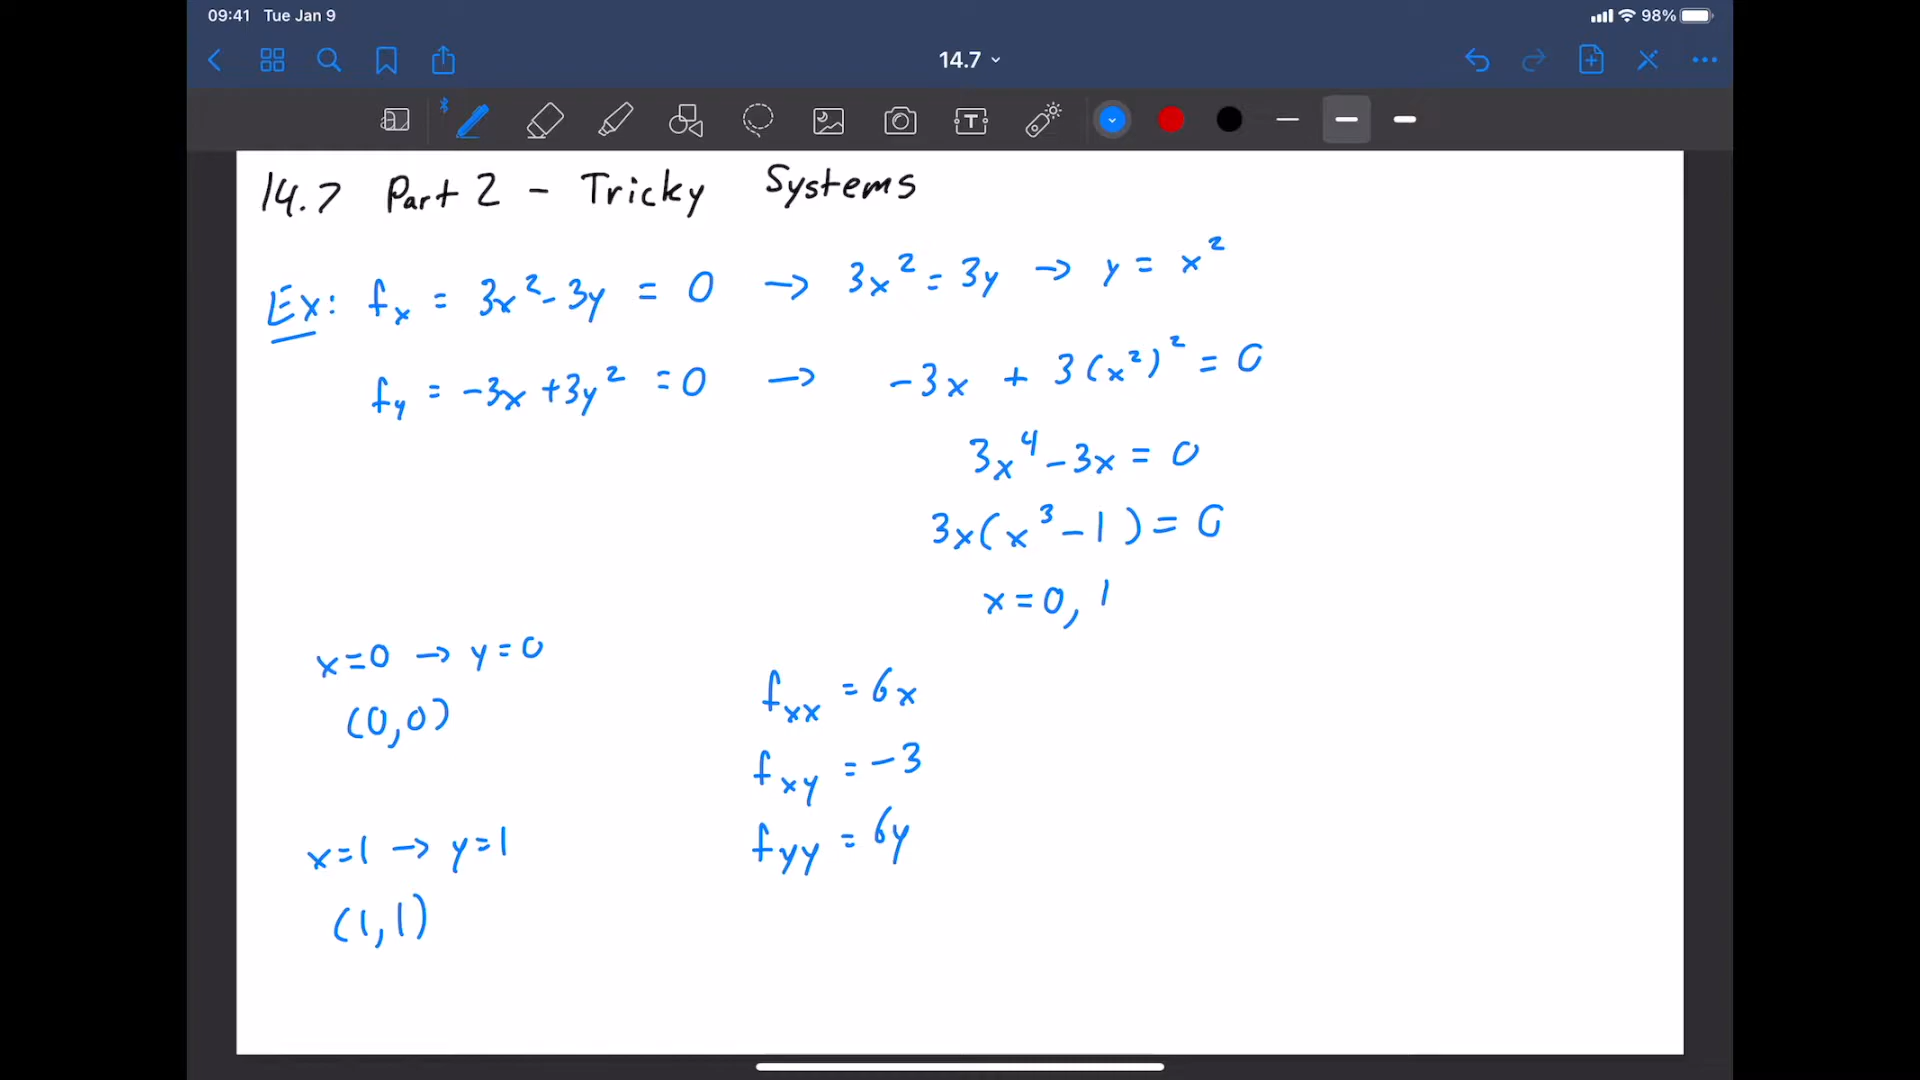 09:41 Tue Jan 9
98%
14.7
14.7 Part 2 - Tricky Systems
Ex: fx = 3x² - 3y = 0 → 3x² = 3y → y = x²
fy = -3x + 3y² = 0 → -3x + 3(x²)² = 0
3x⁴ - 3x = 0
3x(x³ - 1) = 0
x = 0, 1
x=0 → y=0
(0,0)
x=1 → y=1
(1,1)
fxx = 6x
fxy = -3
fyy = 6y